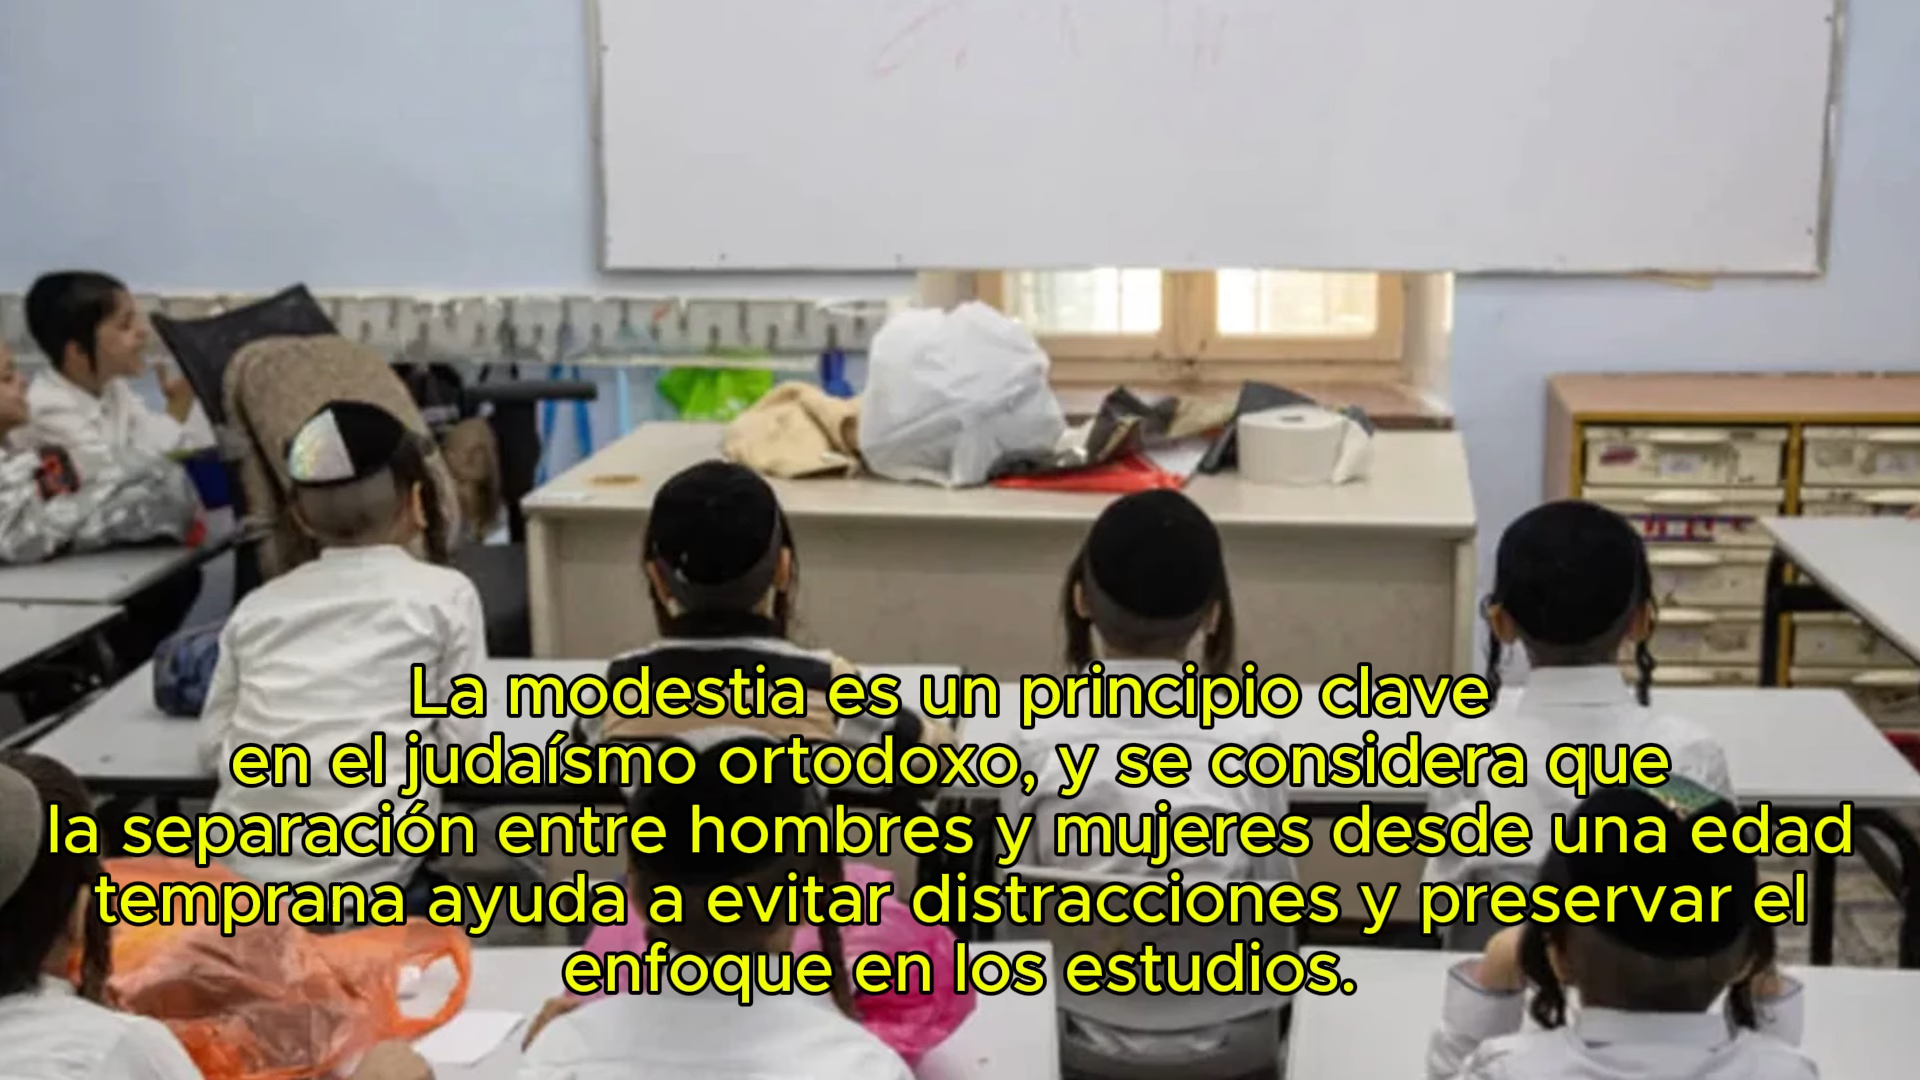 La modestia es un principio clave
en el judaísmo ortodoxo, y se considera que
la separación entre hombres y mujeres desde una edad
temprana ayuda a evitar distracciones y preservar el
enfoque en los estudios.